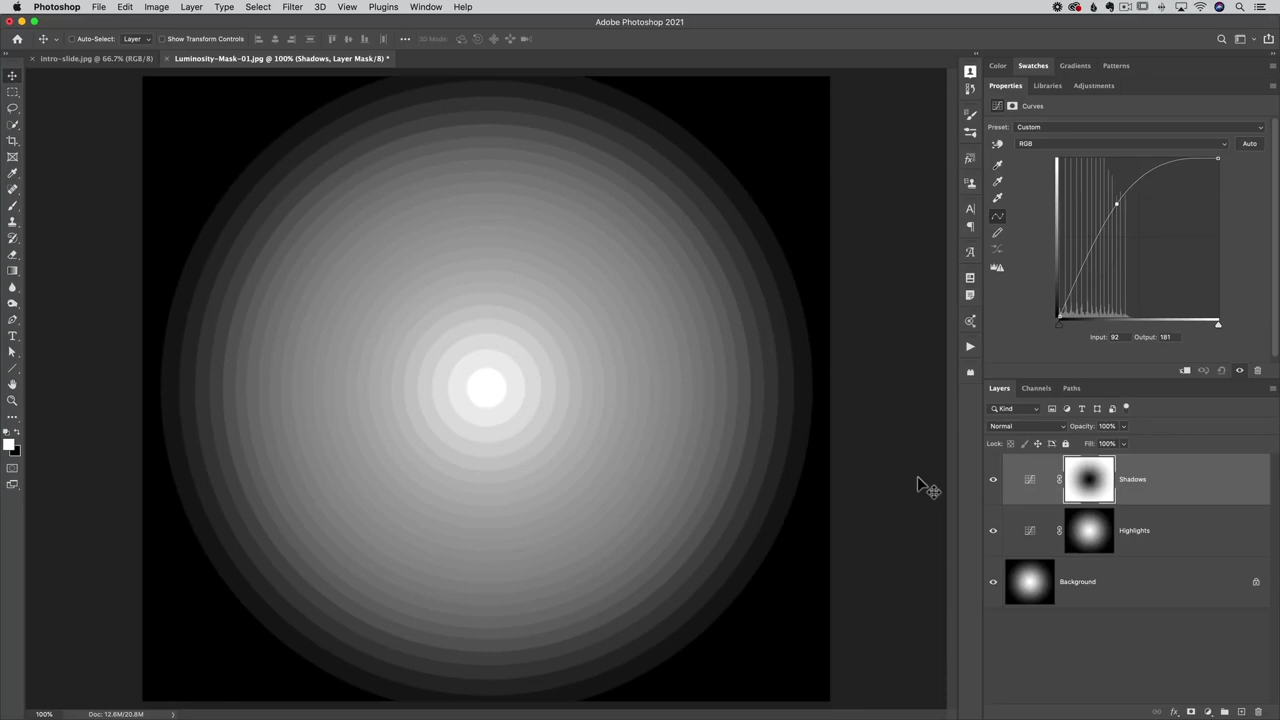 Photoshop File Edit Image Layer Type Select Filter 3D View Plugins Window Help
Adobe Photoshop 2021
Auto-Select: Layer Show Transform Controls 3D Mode:
intro-slide.jpg @ 66.7% (RGB/8) Luminosity-Mask-01.jpg @ 100% (Shadows, Layer Mask/8) *
Color Swatches Gradients Patterns
Properties Libraries Adjustments
Curves
Preset: Custom
RGB Auto
Input: 92 Output: 181
Layers Channels Paths
Kind
Normal Opacity: 100%
Lock: Fill: 100%
Shadows
Highlights
Background
100% Doc: 12.6M/20.8M